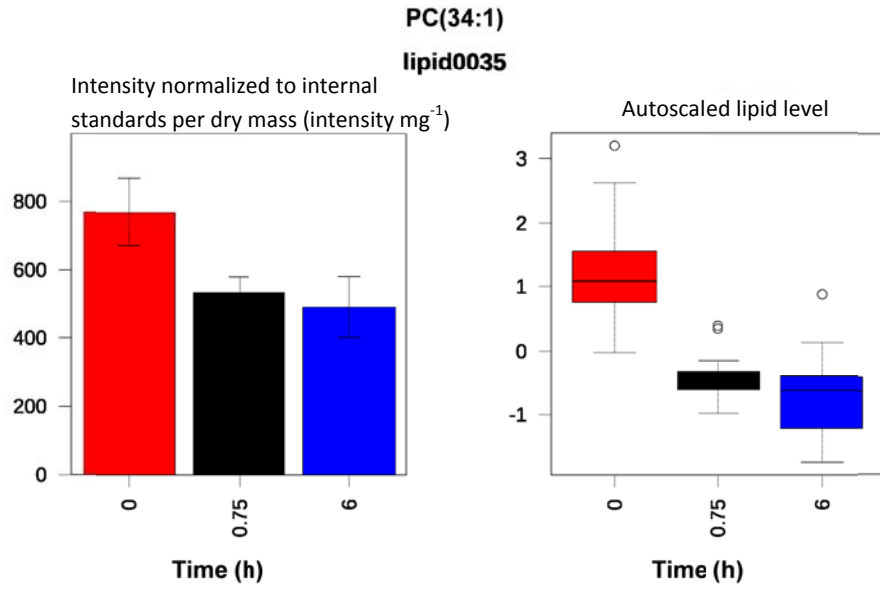 PC(34:1)
lipid0035
Intensity normalized to internal
standards per dry mass (intensity mg⁻¹)
800
600
400
200
0
0
0.75
6
Time (h)
Autoscaled lipid level
3
2
1
0
-1
0
0.75
6
Time (h)